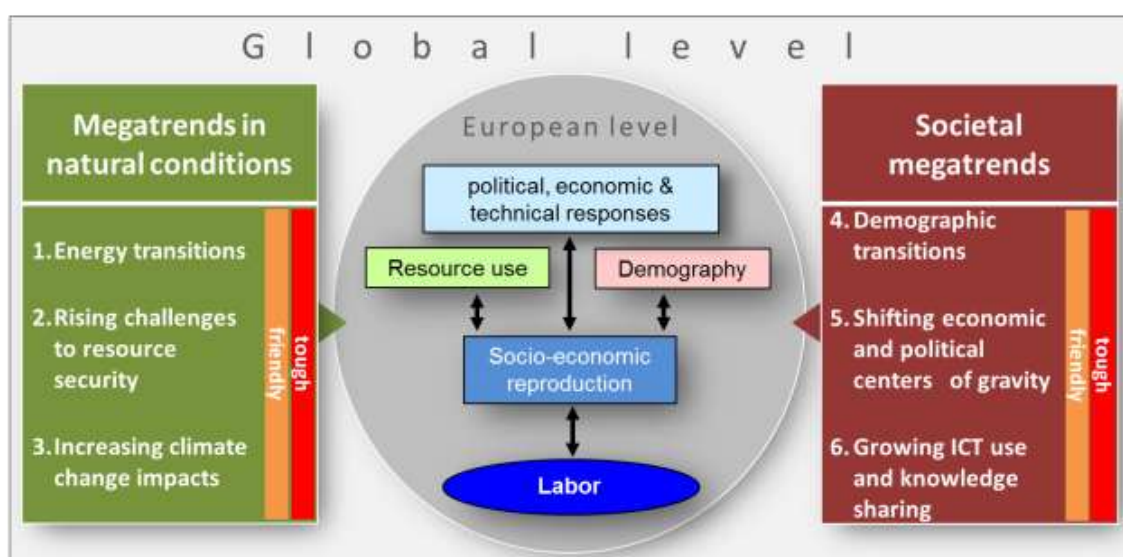 Global level
Megatrends in
natural conditions
1. Energy transitions
2. Rising challenges
to resource
security
3. Increasing climate
change impacts
friendly
tough
European level
political, economic &
technical responses
Resource use
Demography
Socio-economic
reproduction
Labor
Societal
megatrends
4. Demographic
transitions
5. Shifting economic
and political
centers of gravity
6. Growing ICT use
and knowledge
sharing
friendly
tough